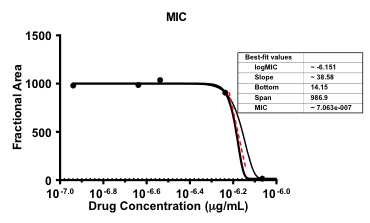 MIC
1500
1000
500
0
Fractional Area
10-7.0 10-6.8 10-6.6 10-6.4 10-6.2 10-6.0
Drug Concentration (μg/mL)
Best-fit values
logMIC ~ -6.151
Slope ~ 38.58
Bottom 14.15
Span 986.9
MIC ~ 7.063e-007